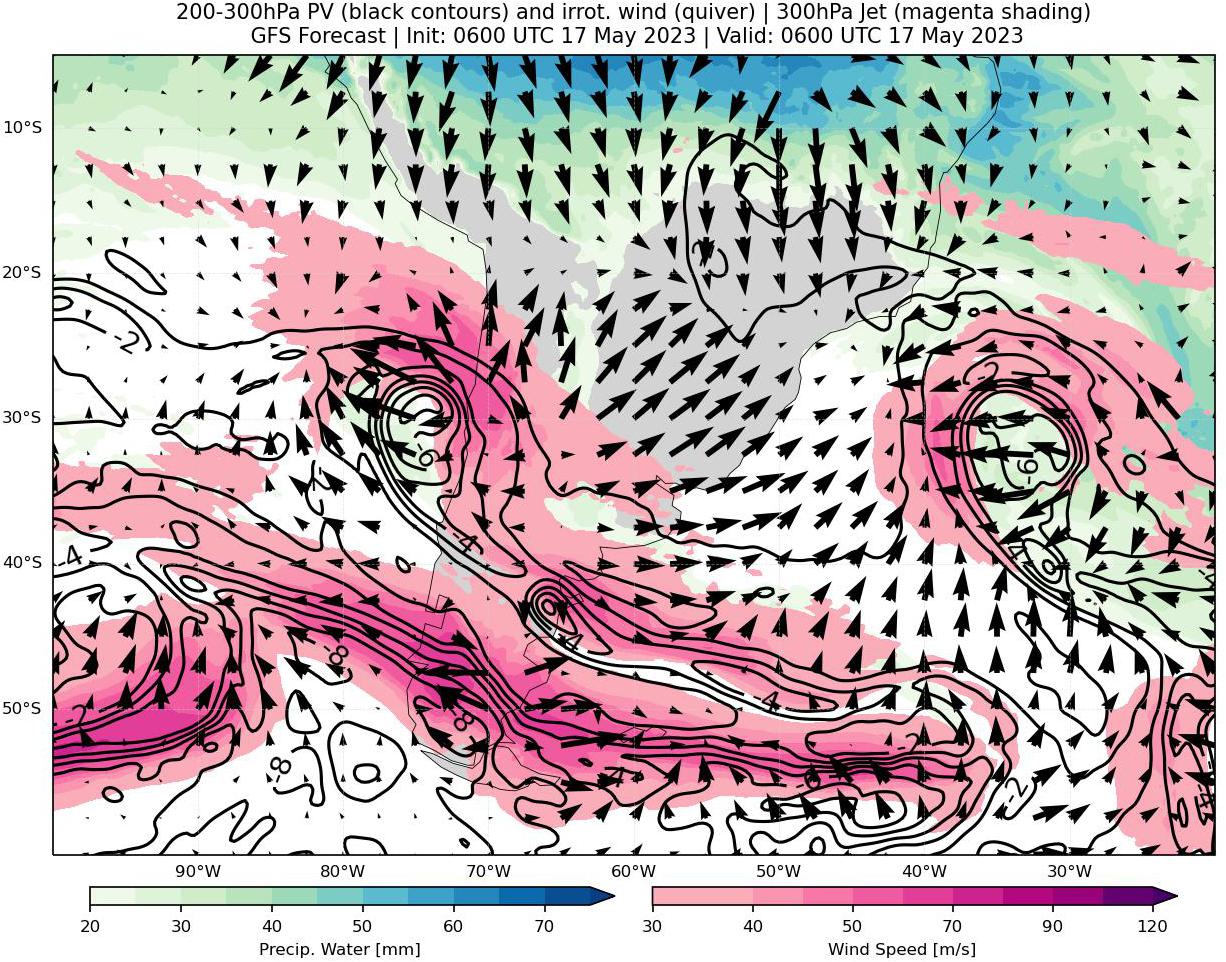 200-300hPa PV (black contours) and irrot. wind (quiver) | 300hPa Jet (magenta shading)
GFS Forecast | Init: 0600 UTC 17 May 2023 | Valid: 0600 UTC 17 May 2023
10°S
20°S
-2
-2
-2
30°S
-6
-6
-4
-4
40°S
-4
-4
-8
-4
50°S
-2
-8
-2
-8
-4
-6
-2
-4
90°W 80°W 70°W 60°W 50°W 40°W 30°W
20 30 40 50 60 70
30 40 50 70 90 120
Precip. Water [mm]
Wind Speed [m/s]